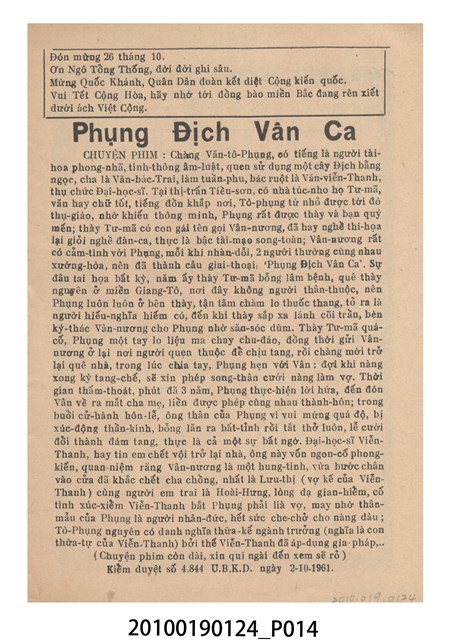 Đón mừng 26 tháng 10.
Ơn Ngô Tổng Thống, đời đời ghi sâu.
Mừng Quốc Khánh, Quân Dân đoàn kết diệt Cộng kiến quốc.
Vui Tết Cộng Hòa, hãy nhớ tới đồng bào miền Bắc đang rên xiết
dưới ách Việt Cộng.
Phụng Địch Vân Ca
CHUYỆN PHIM : Chàng Văn-tô-Phụng, có tiếng là người tài-
hoa phong-nhã, tinh-thông âm-luật, quen sử dụng một cây Địch bằng
ngọc, cha là Văn-bác-Trai, làm tuần-phu, bác ruột là Văn-viễn-Thanh,
thụ chức Đại-học-sĩ. Tại thị-trấn Tiền-sơn, có nhà túc-nho họ Tư-mã,
văn hay chữ tốt, tiếng đồn khắp nơi, Tô-phụng từ nhỏ được tới đó
thụ-giáo, nhờ khiếu thông minh, Phụng rất được thày và bạn quý
mến; thày Tư-mã có con gái tên gọi Vân-nương, đã hay nghề thi-họa
lại giỏi nghề đàn-ca, thực là bậc tài-mạo song-toàn; Vân-nương rất
có cảm-tình với Phụng, mỗi khi nhàn-dỗi, 2 người thường cùng nhau
xướng-hòa, nên đã thành câu giai-thoại. 'Phụng Địch Vân Ca'. Sự
đâu tai họa bất kỳ, năm ấy thày Tư-mã bỗng lâm bệnh, quê thày
nguyên ở miền Giang-Tô, nơi đây không người thân-thuộc, nên
Phụng luôn luôn ở bên thày, tận tâm chăm lo thuốc thang, tỏ ra là
người hiếu-nghĩa hiếm có, đến khi thày sắp xa lánh cõi trần, bèn
ký-thác Vân-nương cho Phụng nhờ săn-sóc dùm. Thày Tư-mã quá-
cố, Phụng một tay lo liệu ma chay chu-đáo, đồng thời gửi Vân-
nương ở lại nơi người quen thuộc để chịu tang, rồi chàng mới trở
lại quê nhà, trong lúc chia tay, Phụng hẹn với Vân : đợi khi nàng
xong kỳ tang-chế, sẽ xin phép song-thân cưới nàng làm vợ. Thời
gian thấm-thoát, phút đã 3 năm, Phụng thực-hiện lời hứa, đến đón
Vân về ra mắt cha mẹ, liền được phép cùng nhau thành-hôn; trong
buổi cử-hành hôn-lễ, ông thân của Phụng vì vui mừng quá độ, bị
xúc-động thần-kinh, bỗng lăn ra bất-tỉnh rồi tắt thở luôn, lễ cưới
đổi thành đám tang, thực là cả một sự bất ngờ. Đại-học-sĩ Viễn-
Thanh, hay tin em chết vội trở lại nhà, ông này vốn ngon-cố phong-
kiến, quan-niệm rằng Vân-nương là một hung-tinh, vừa bước chân
vào cửa đã khắc chết cha chồng, nhất là Lưu-thị (vợ kế của Viễn-
Thanh) cùng người em trai là Hoài-Hưng, lòng dạ gian-hiểm, cố
tình xúc-xiểm Viễn-Thanh bắt Phụng phải lià vợ, may nhờ thân-
mẫu của Phụng là người nhân-đức, hết sức che-chở cho nàng dâu ;
Tô-Phụng nguyên có danh nghĩa thừa-kế ngành trưởng (nghĩa là con
thừa-tự của Viễn-Thanh) bởi thế Viễn-Thanh đã áp-dụng gia-pháp,..
(Chuyện phim còn dài, xin quí ngài đến xem sẽ rõ)
Kiểm duyệt số 4.844 U.B.K.D. ngày 2-10-1961.
2010.019.0124
20100190124_P014